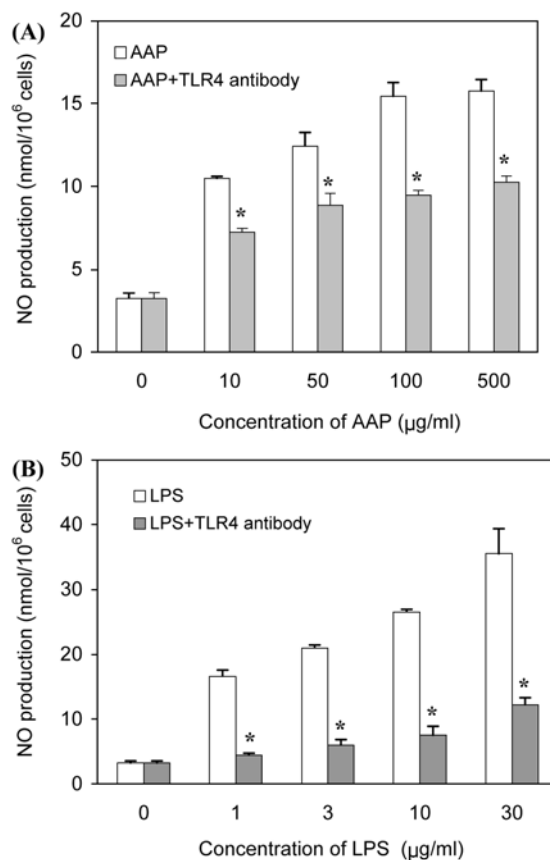 (A)
20
15
10
5
0
NO production (nmol/10⁶ cells)
AAP
AAP+TLR4 antibody
* * * *
0 10 50 100 500
Concentration of AAP (µg/ml)
(B)
50
40
30
20
10
0
NO production (nmol/10⁶ cells)
LPS
LPS+TLR4 antibody
* * * *
0 1 3 10 30
Concentration of LPS (µg/ml)